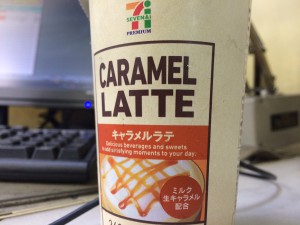 7
SEVEN & i
PREMIUM
CARAMEL
LATTE
キャラメルラテ
Delicious beverages and sweets
add satisfying moments to your day.
ミルク
生キャラメル
配合